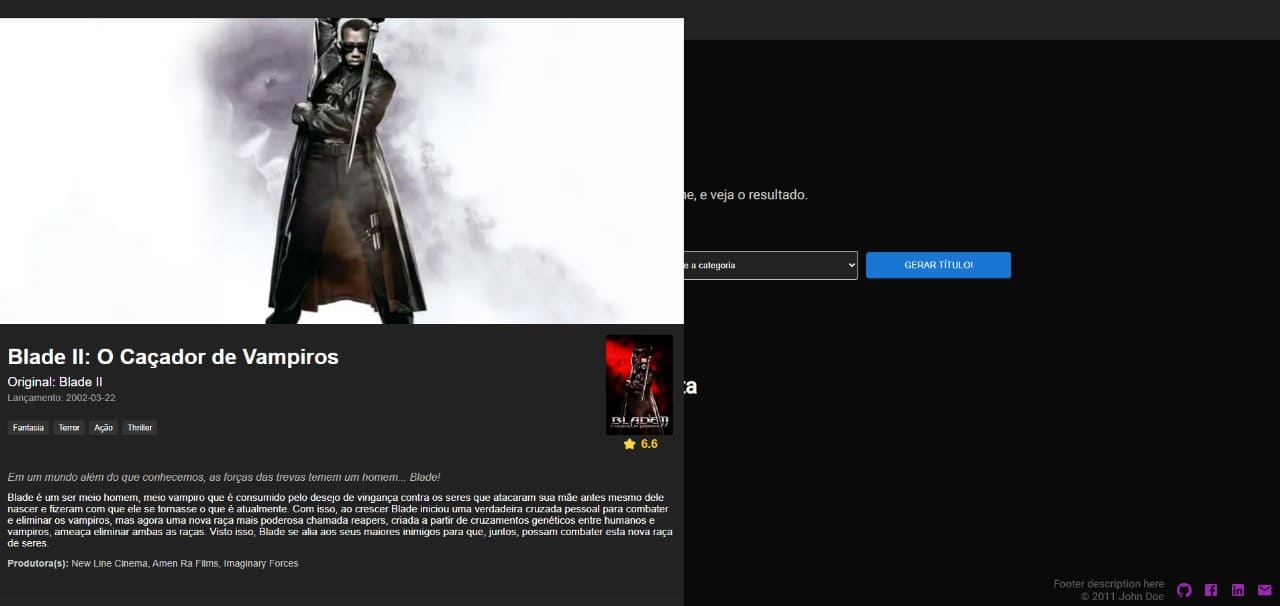 ne, e veja o resultado.
e a categoria
GERAR TÍTULO!
Blade II: O Caçador de Vampiros
Original: Blade II
Lançamento: 2002-03-22
Fantasia Terror Ação Thriller
BLADE II
6.6
ta
Em um mundo além do que conhecemos, as forças das trevas temem um homem... Blade!
Blade é um ser meio homem, meio vampiro que é consumido pelo desejo de vingança contra os seres que atacaram sua mãe antes mesmo dele
nascer e fizeram com que ele se tornasse o que é atualmente. Com isso, ao crescer Blade iniciou uma verdadeira cruzada pessoal para combater
e eliminar os vampiros, mas agora uma nova raça mais poderosa chamada reapers, criada a partir de cruzamentos genéticos entre humanos e
vampiros, ameaça eliminar ambas as raças. Visto isso, Blade se alia aos seus maiores inimigos para que, juntos, possam combater esta nova raça
de seres.
Produtora(s): New Line Cinema, Amen Ra Films, Imaginary Forces
Footer description here
© 2011 John Doe